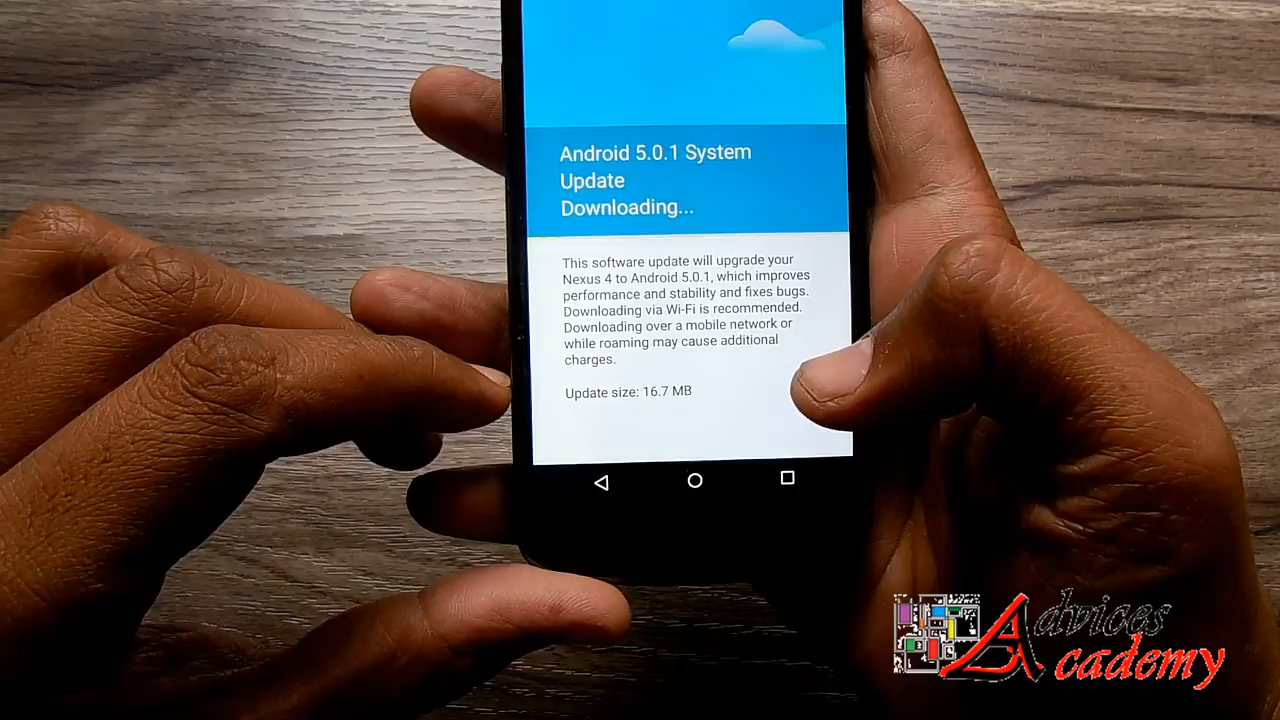 Android 5.0.1 System
Update
Downloading...
This software update will upgrade your
Nexus 4 to Android 5.0.1, which improves
performance and stability and fixes bugs.
Downloading via Wi-Fi is recommended.
Downloading over a mobile network or
while roaming may cause additional
charges.
Update size: 16.7 MB
Advices
Academy